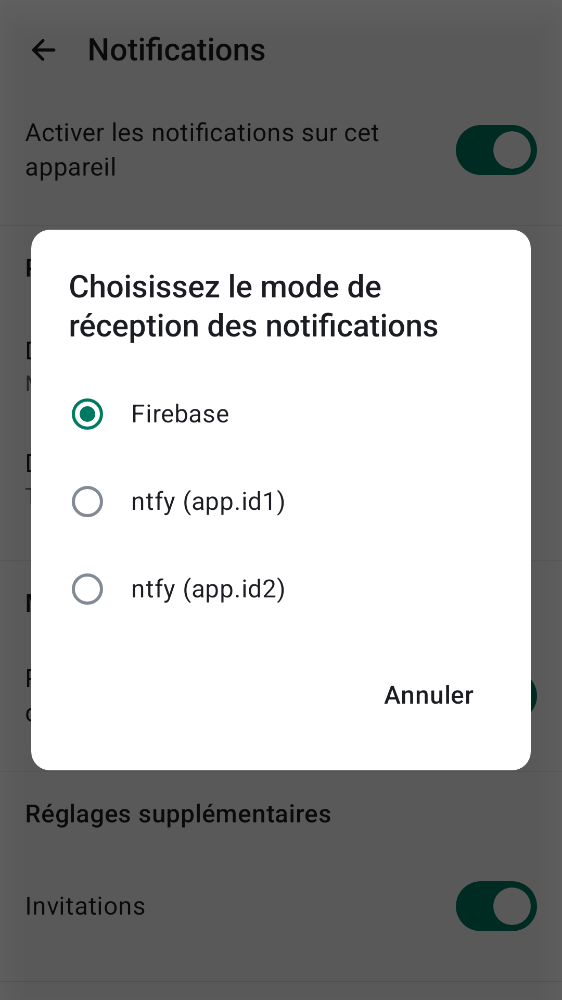 Notifications
Activer les notifications sur cet
appareil
Choisissez le mode de
réception des notifications
Firebase
ntfy (app.id1)
ntfy (app.id2)
Annuler
Réglages supplémentaires
Invitations